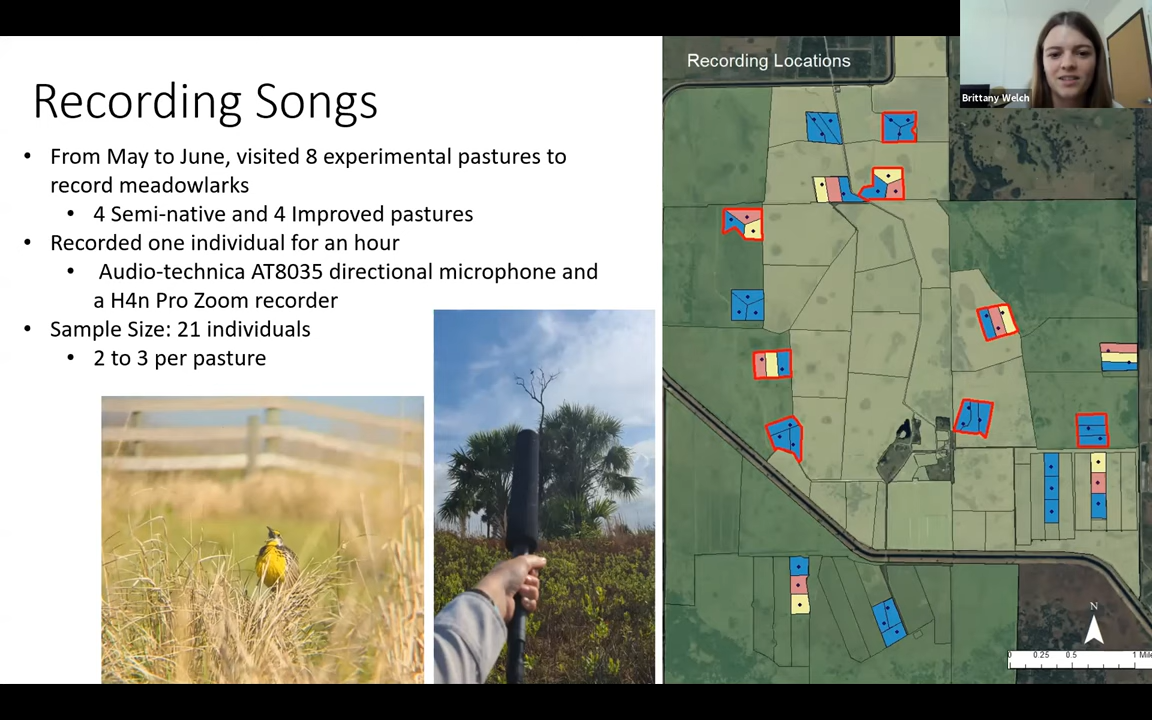 Recording Songs
• From May to June, visited 8 experimental pastures to
record meadowlarks
• 4 Semi-native and 4 Improved pastures
• Recorded one individual for an hour
• Audio-technica AT8035 directional microphone and
a H4n Pro Zoom recorder
• Sample Size: 21 individuals
• 2 to 3 per pasture
Recording Locations
Brittany Welch
N
0 0.25 0.5 1 Mile